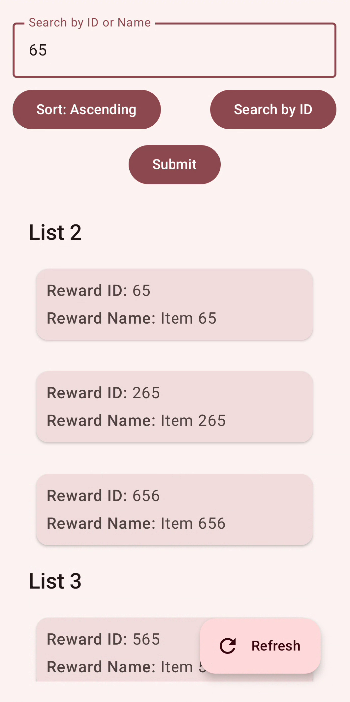 Search by ID or Name
65
Sort: Ascending
Search by ID
Submit
List 2
Reward ID: 65
Reward Name: Item 65
Reward ID: 265
Reward Name: Item 265
Reward ID: 656
Reward Name: Item 656
List 3
Reward ID: 565
Reward Name: Item
Refresh